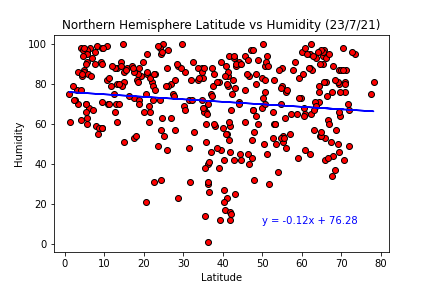 Northern Hemisphere Latitude vs Humidity (23/7/21)
100
80
60
40
20
0
Humidity
y = -0.12x + 76.28
0 10 20 30 40 50 60 70 80
Latitude